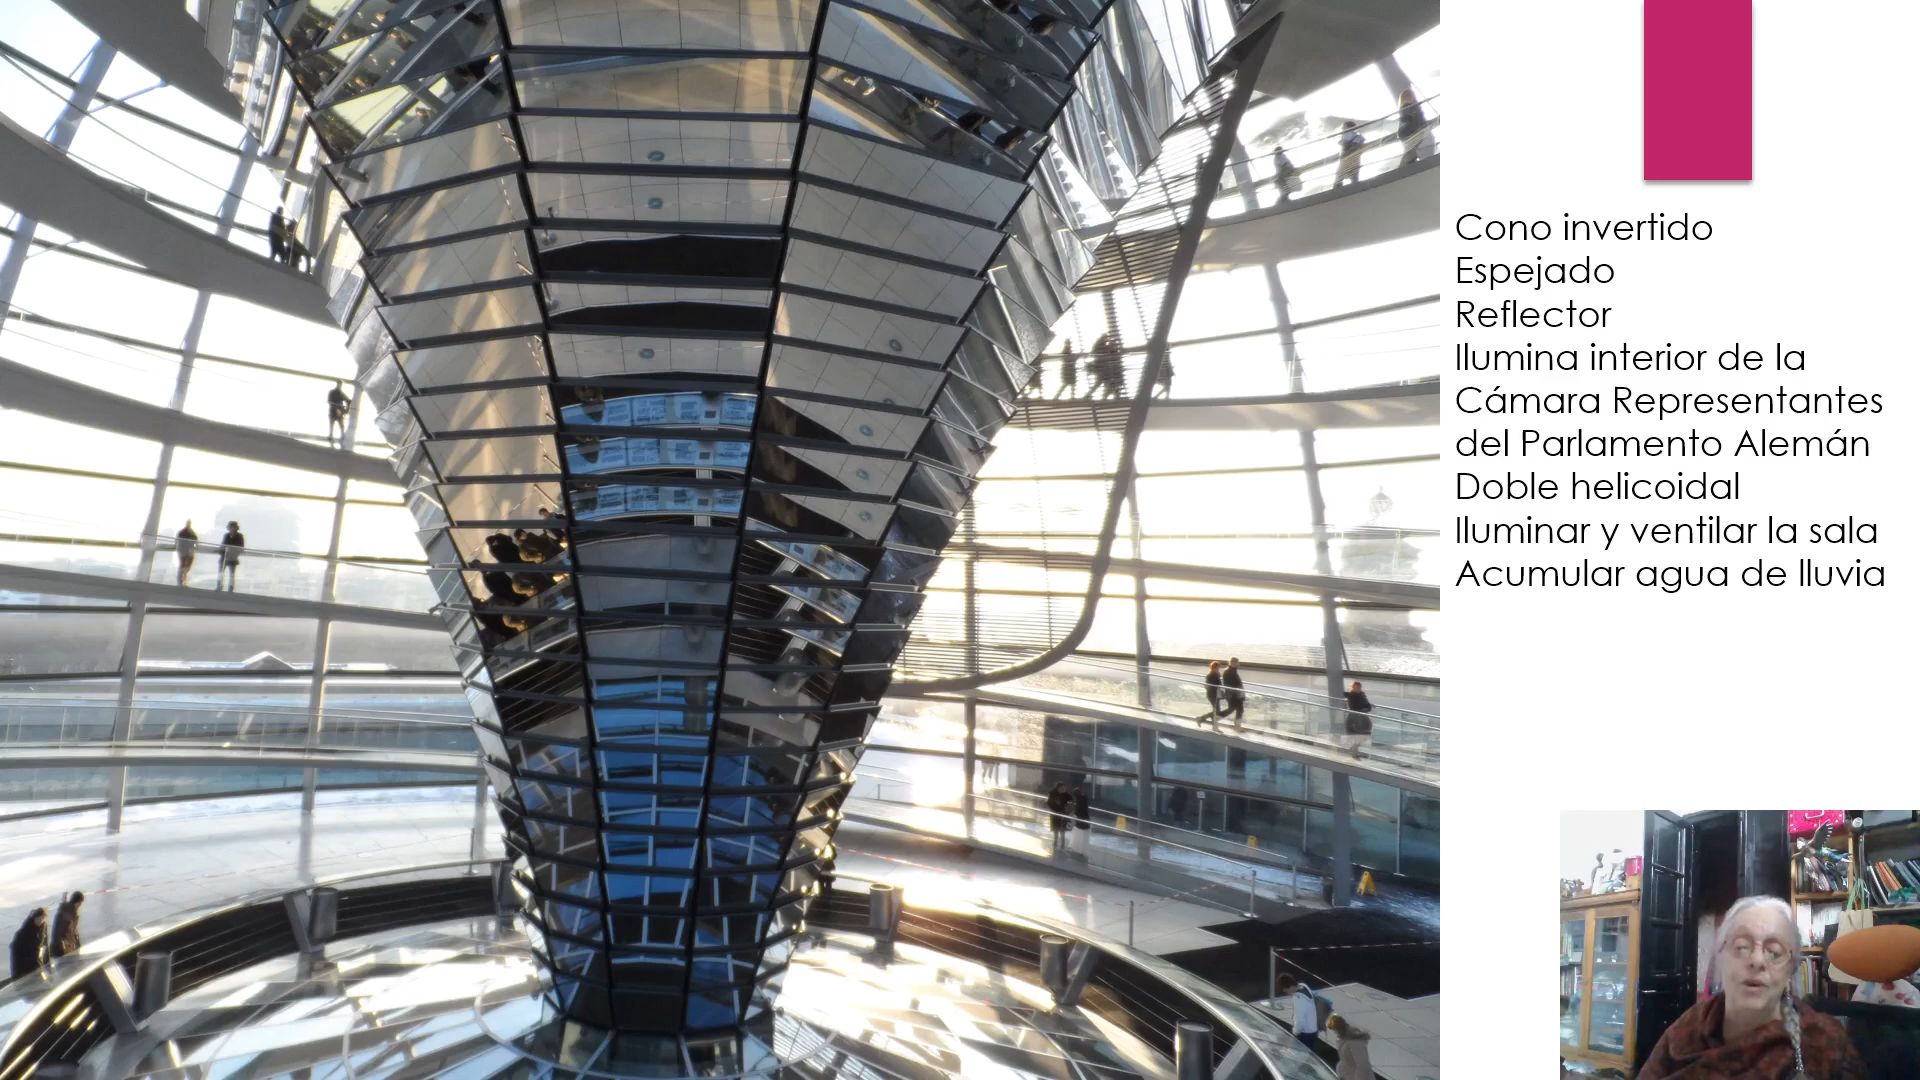 Cono invertido
Espejado
Reflector
Ilumina interior de la
Cámara Representantes
del Parlamento Alemán
Doble helicoidal
Iluminar y ventilar la sala
Acumular agua de lluvia